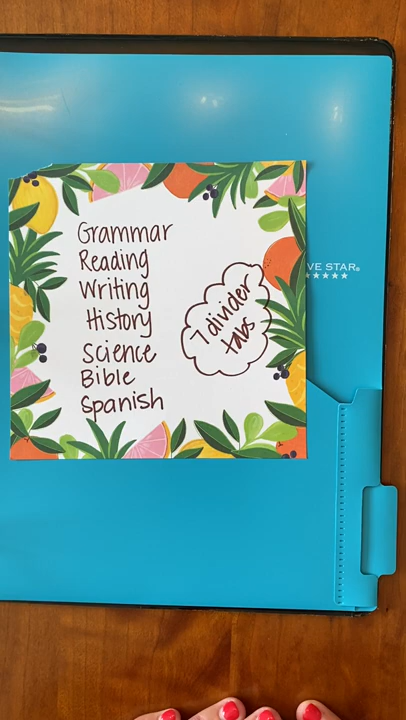 Grammar
Reading
Writing
History
Science
Bible
Spanish
7 divider
tabs
VE STAR®
★★★★★